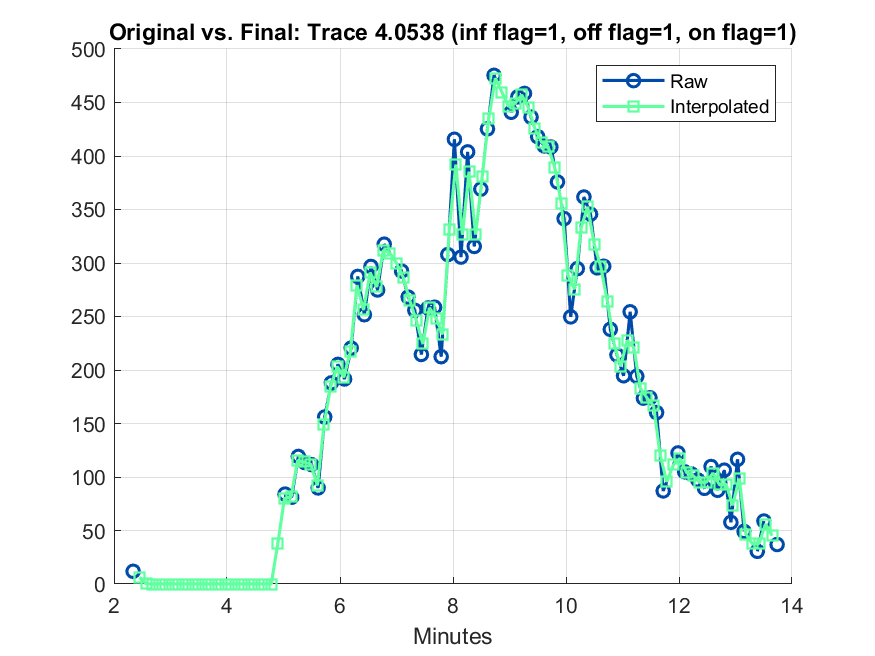 Original vs. Final: Trace 4.0538 (inf flag=1, off flag=1, on flag=1)
500
450
400
350
300
250
200
150
100
50
0
Raw
Interpolated
2 4 6 8 10 12 14
Minutes